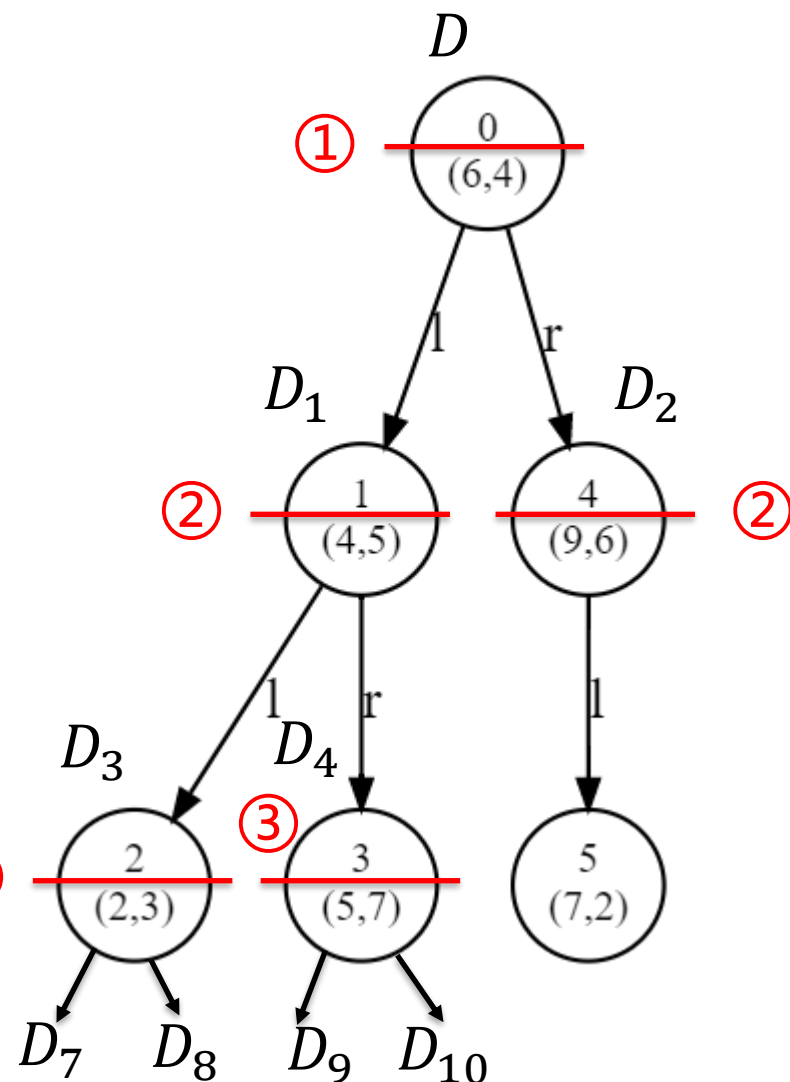 D
①
0
(6,4)
l
r
D₁
D₂
②
1
(4,5)
4
(9,6)
②
l
r
l
D₃
D₄
③
2
(2,3)
3
(5,7)
5
(7,2)
D₇
D₈
D₉
D₁₀